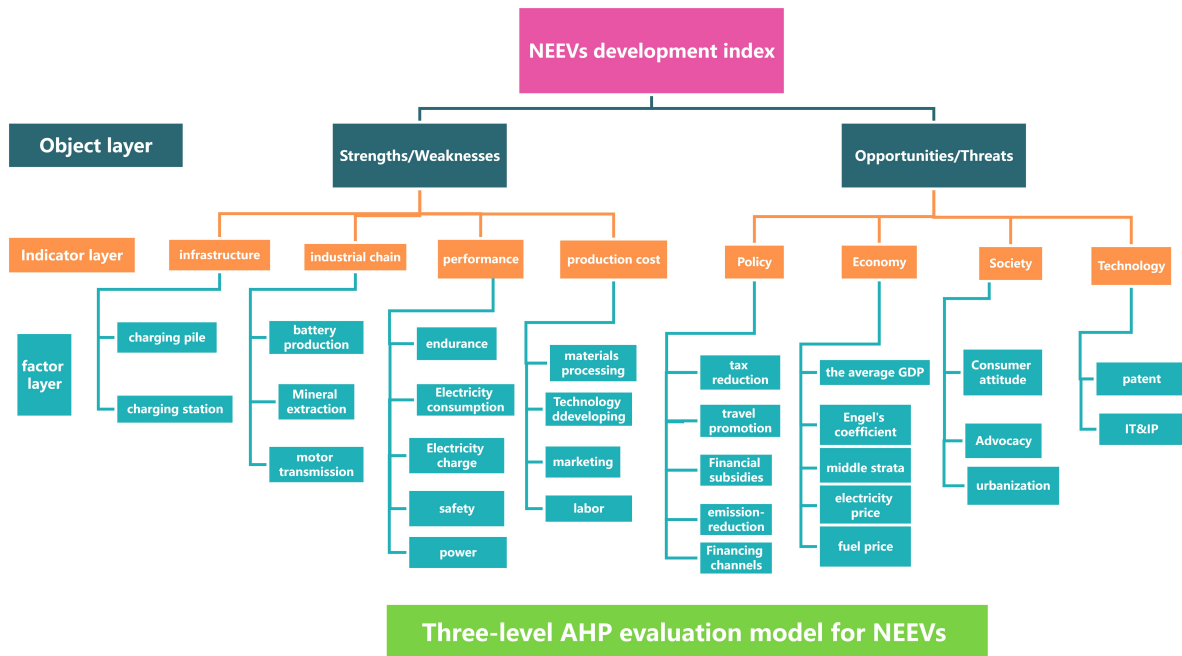 NEEVs development index
Object layer
Strengths/Weaknesses
Opportunities/Threats
Indicator layer
infrastructure
industrial chain
performance
production cost
Policy
Economy
Society
Technology
factor
layer
charging pile
charging station
battery
production
Mineral
extraction
motor
transmission
endurance
Electricity
consumption
Electricity
charge
safety
power
materials
processing
Technology
ddeveloping
marketing
labor
tax
reduction
travel
promotion
Financial
subsidies
emission-
reduction
Financing
channels
the average GDP
Engel's
coefficient
middle strata
electricity
price
fuel price
Consumer
attitude
Advocacy
urbanization
patent
IT&IP
Three-level AHP evaluation model for NEEVs